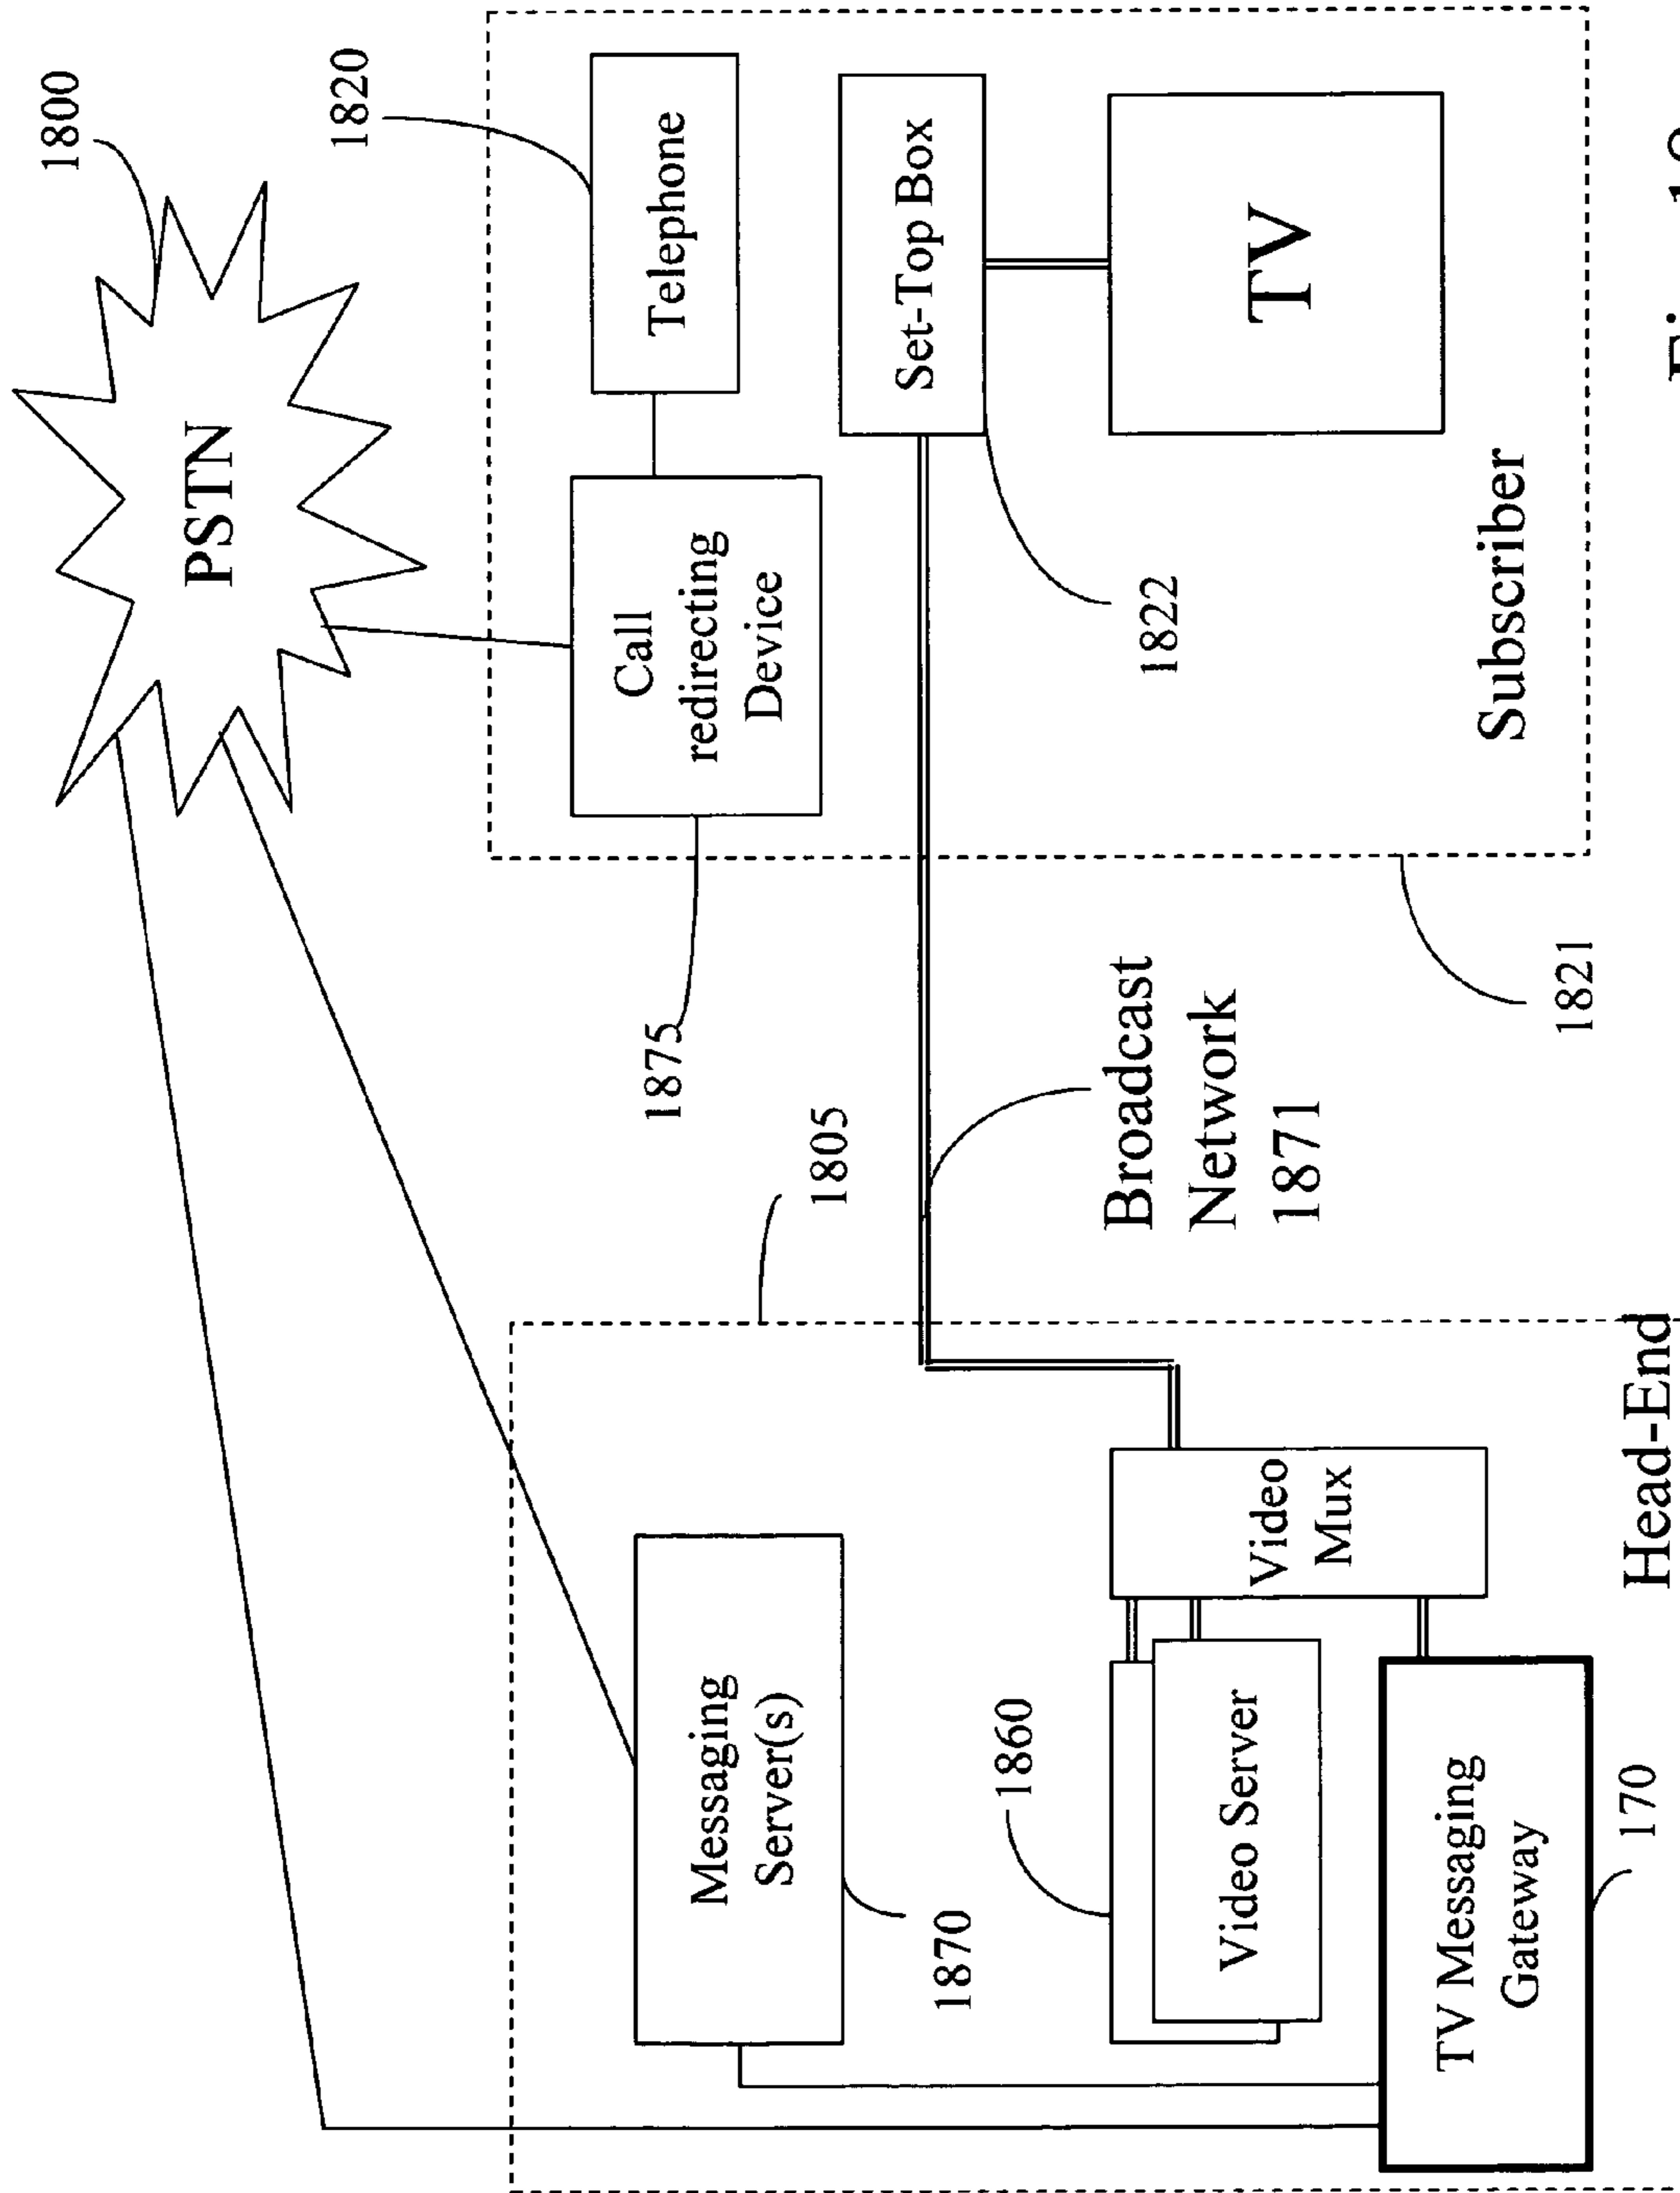 1800
PSTN
1820
Telephone
Call
redirecting
Device
1875
Set-Top Box
1822
TV
Subscriber
1821
1805
Broadcast
Network
1871
Messaging
Server(s)
1870
1860
Video Server
Video
Mux
TV Messaging
Gateway
170
Head-End